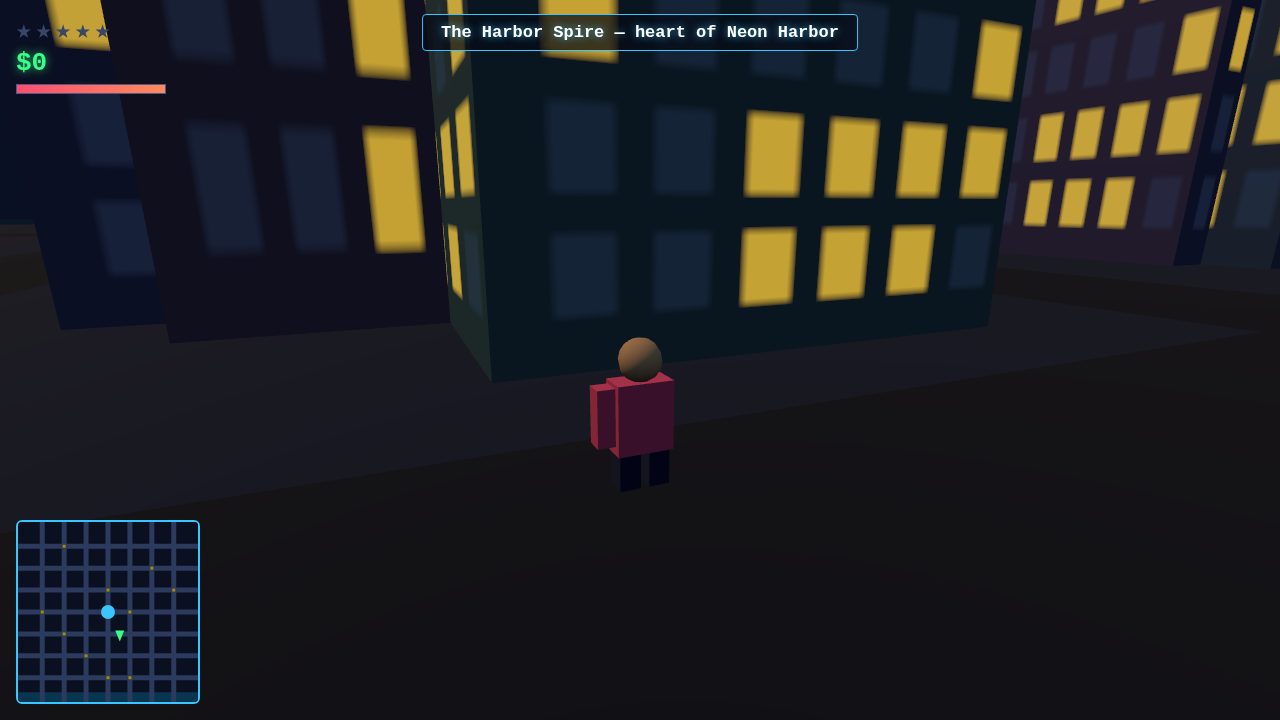 The Harbor Spire — heart of Neon Harbor
★★★★★
$0